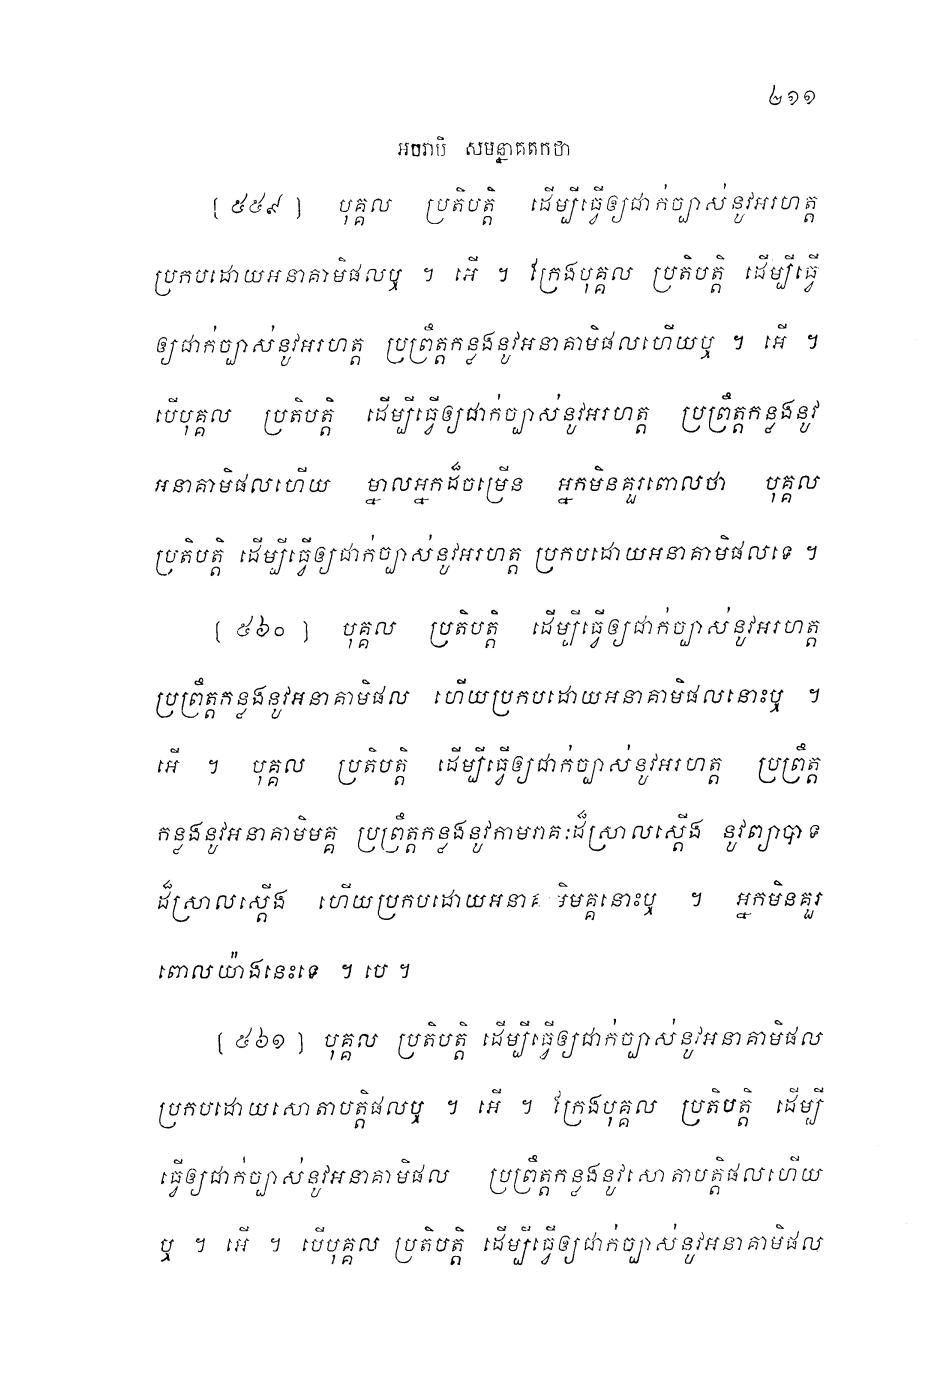 ២១១
អបរាបិ សមន្នាគតកថា
[ ៥៥៩ ] បុគ្គល ប្រតិបត្តិ ដើម្បីធ្វើឲ្យជាក់ច្បាស់នូវអរហត្ត
ប្រកបដោយអនាគាមិផលឬ ។ អើ ។ ក្រែងបុគ្គល ប្រតិបត្តិ ដើម្បីធ្វើ
ឲ្យជាក់ច្បាស់នូវអរហត្ត ប្រព្រឹត្តកន្លងនូវអនាគាមិផលហើយឬ ។ អើ ។
បើបុគ្គល ប្រតិបត្តិ ដើម្បីធ្វើឲ្យជាក់ច្បាស់នូវអរហត្ត ប្រព្រឹត្តកន្លងនូវ
អនាគាមិផលហើយ ម្នាលអ្នកដ៏ចម្រើន អ្នកមិនគួរពោលថា បុគ្គល
ប្រតិបត្តិ ដើម្បីធ្វើឲ្យជាក់ច្បាស់នូវអរហត្ត ប្រកបដោយអនាគាមិផលទេ ។
[ ៥៦០ ] បុគ្គល ប្រតិបត្តិ ដើម្បីធ្វើឲ្យជាក់ច្បាស់នូវអរហត្ត
ប្រព្រឹត្តកន្លងនូវអនាគាមិផល ហើយប្រកបដោយអនាគាមិផលនោះឬ ។
អើ ។ បុគ្គល ប្រតិបត្តិ ដើម្បីធ្វើឲ្យជាក់ច្បាស់នូវអរហត្ត ប្រព្រឹត្ត
កន្លងនូវអនាគាមិមគ្គ ប្រព្រឹត្តកន្លងនូវកាមរាគៈដ៏ស្រាលស្តើង នូវព្យាបាទ
ដ៏ស្រាលស្តើង ហើយប្រកបដោយអនាគាមិមគ្គនោះឬ ។ អ្នកមិនគួរ
ពោលយ៉ាងនេះទេ ។ បេ ។
[ ៥៦១ ] បុគ្គល ប្រតិបត្តិ ដើម្បីធ្វើឲ្យជាក់ច្បាស់នូវអនាគាមិផល
ប្រកបដោយសោតាបត្តិផលឬ ។ អើ ។ ក្រែងបុគ្គល ប្រតិបត្តិ ដើម្បី
ធ្វើឲ្យជាក់ច្បាស់នូវអនាគាមិផល ប្រព្រឹត្តកន្លងនូវសោតាបត្តិផលហើយ
ឬ ។ អើ ។ បើបុគ្គល ប្រតិបត្តិ ដើម្បីធ្វើឲ្យជាក់ច្បាស់នូវអនាគាមិផល